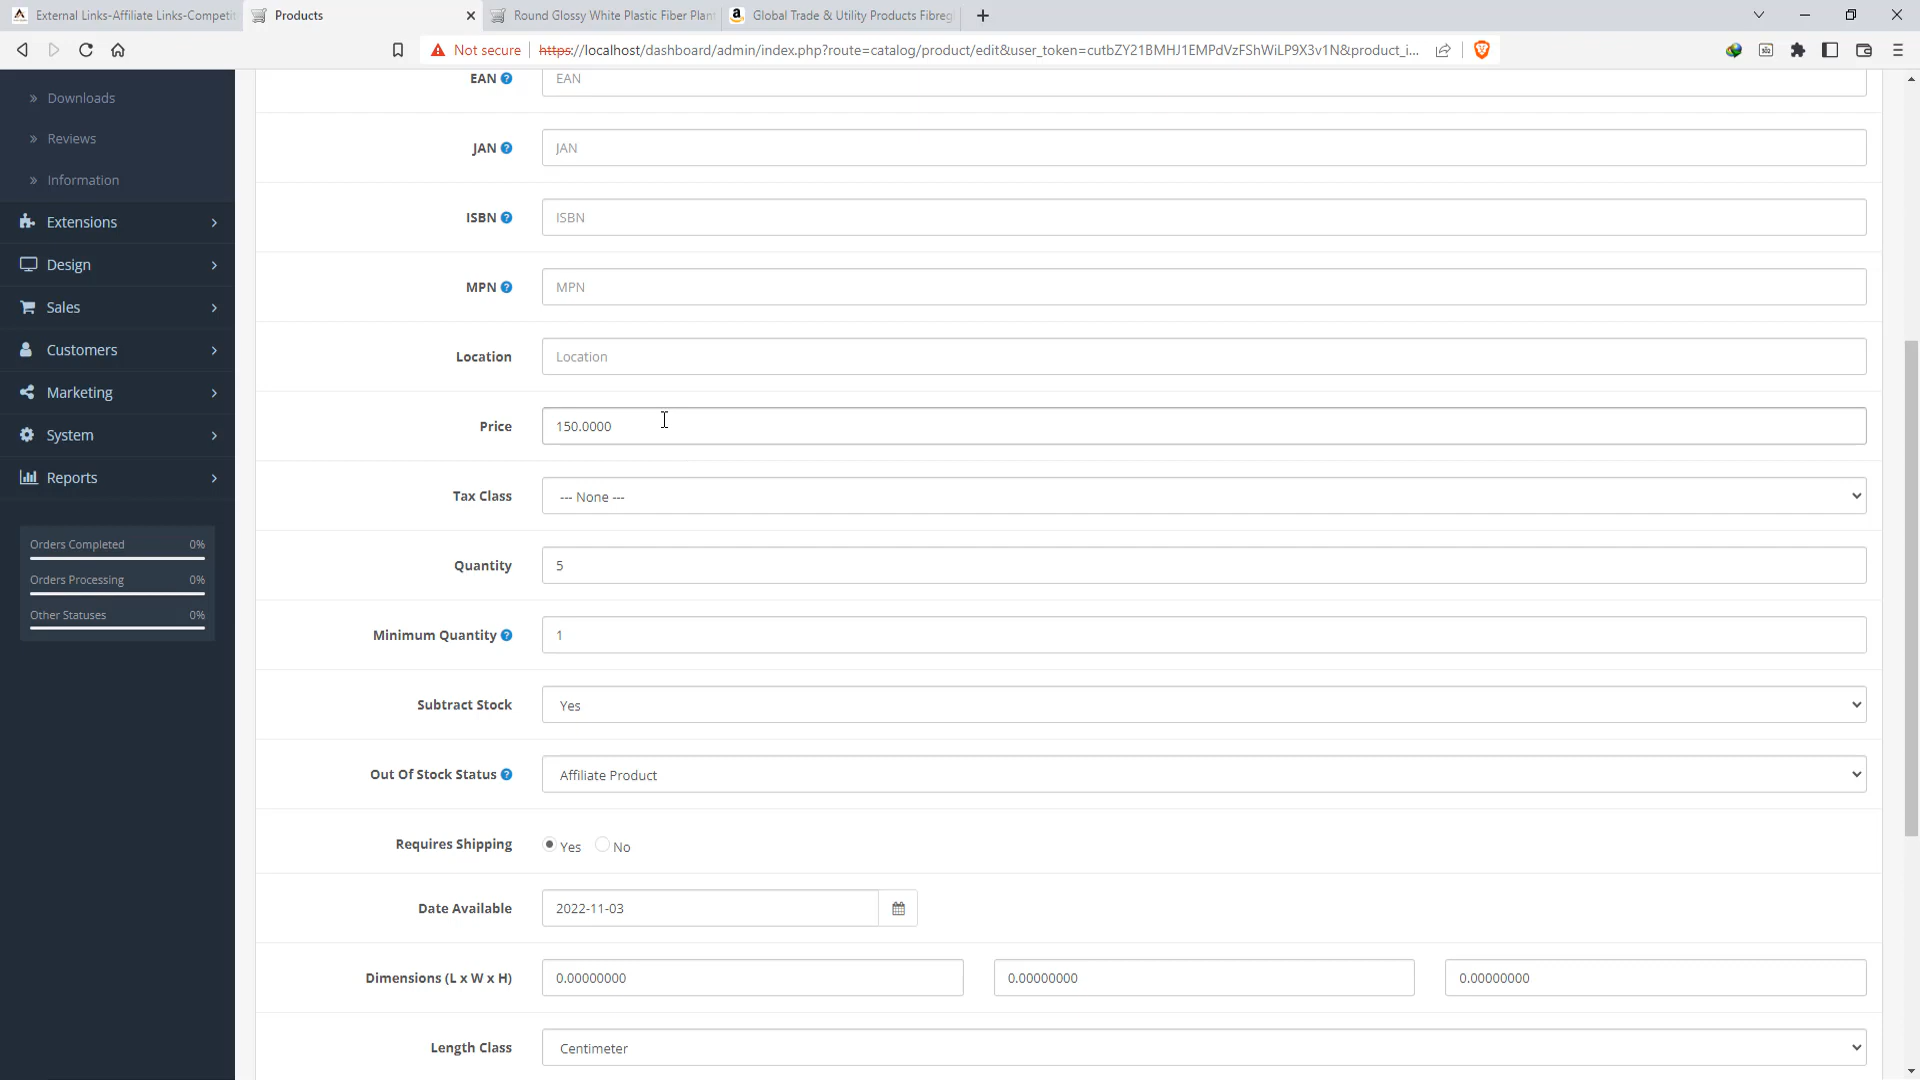 External Links-Affiliate Links-Competit
Products
Round Glossy White Plastic Fiber Plan
Global Trade & Utility Products Fibreg
Not secure
https://localhost/dashboard/admin/index.php?route=catalog/product/edit&user_token=cutbZY21BMHJ1EMPdVzFShWiLP9X3v1N&product_i...
Downloads
Reviews
Information
Extensions
Design
Sales
Customers
Marketing
System
Reports
Orders Completed 0%
Orders Processing 0%
Other Statuses 0%
EAN EAN
JAN JAN
ISBN ISBN
MPN MPN
Location Location
Price 150.0000
Tax Class --- None ---
Quantity 5
Minimum Quantity 1
Subtract Stock Yes
Out Of Stock Status Affiliate Product
Requires Shipping Yes No
Date Available 2022-11-03
Dimensions (L x W x H) 0.00000000 0.00000000 0.00000000
Length Class Centimeter